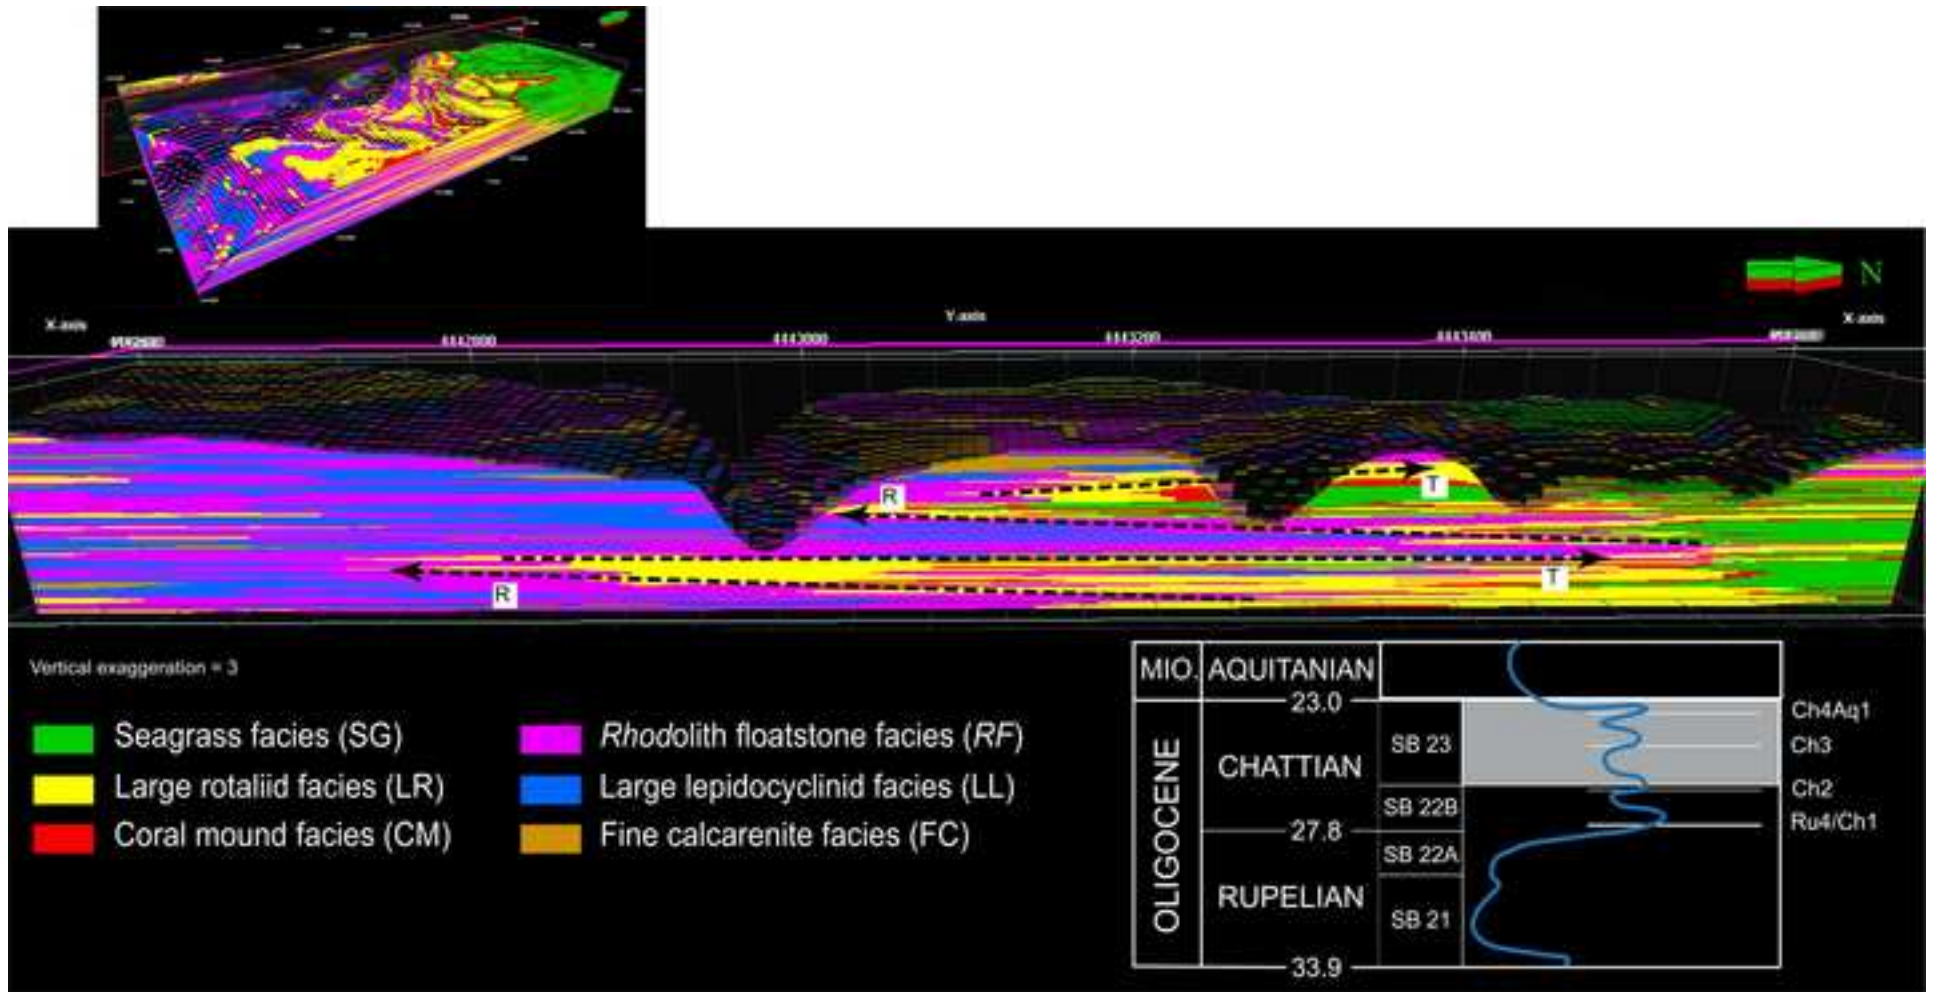 N
X-axis
Y-axis
X-axis
4442800
4443000
4443200
4443400
R
T
T
R
Vertical exaggeration = 3
Seagrass facies (SG)
Large rotaliid facies (LR)
Coral mound facies (CM)
Rhodolith floatstone facies (RF)
Large lepidocyclinid facies (LL)
Fine calcarenite facies (FC)
MIO.
AQUITANIAN
23.0
OLIGOCENE
CHATTIAN
SB 23
SB 22B
27.8
SB 22A
RUPELIAN
SB 21
33.9
Ch4Aq1
Ch3
Ch2
Ru4/Ch1